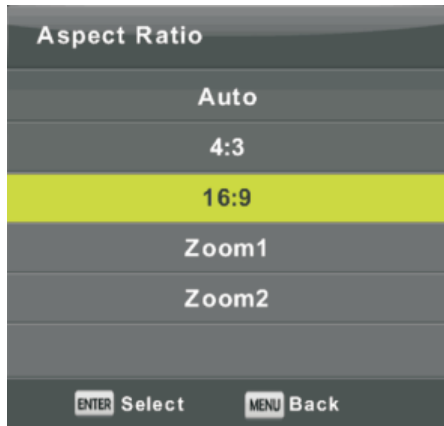 Aspect Ratio
Auto
4:3
16:9
Zoom1
Zoom2
ENTER Select MENU Back